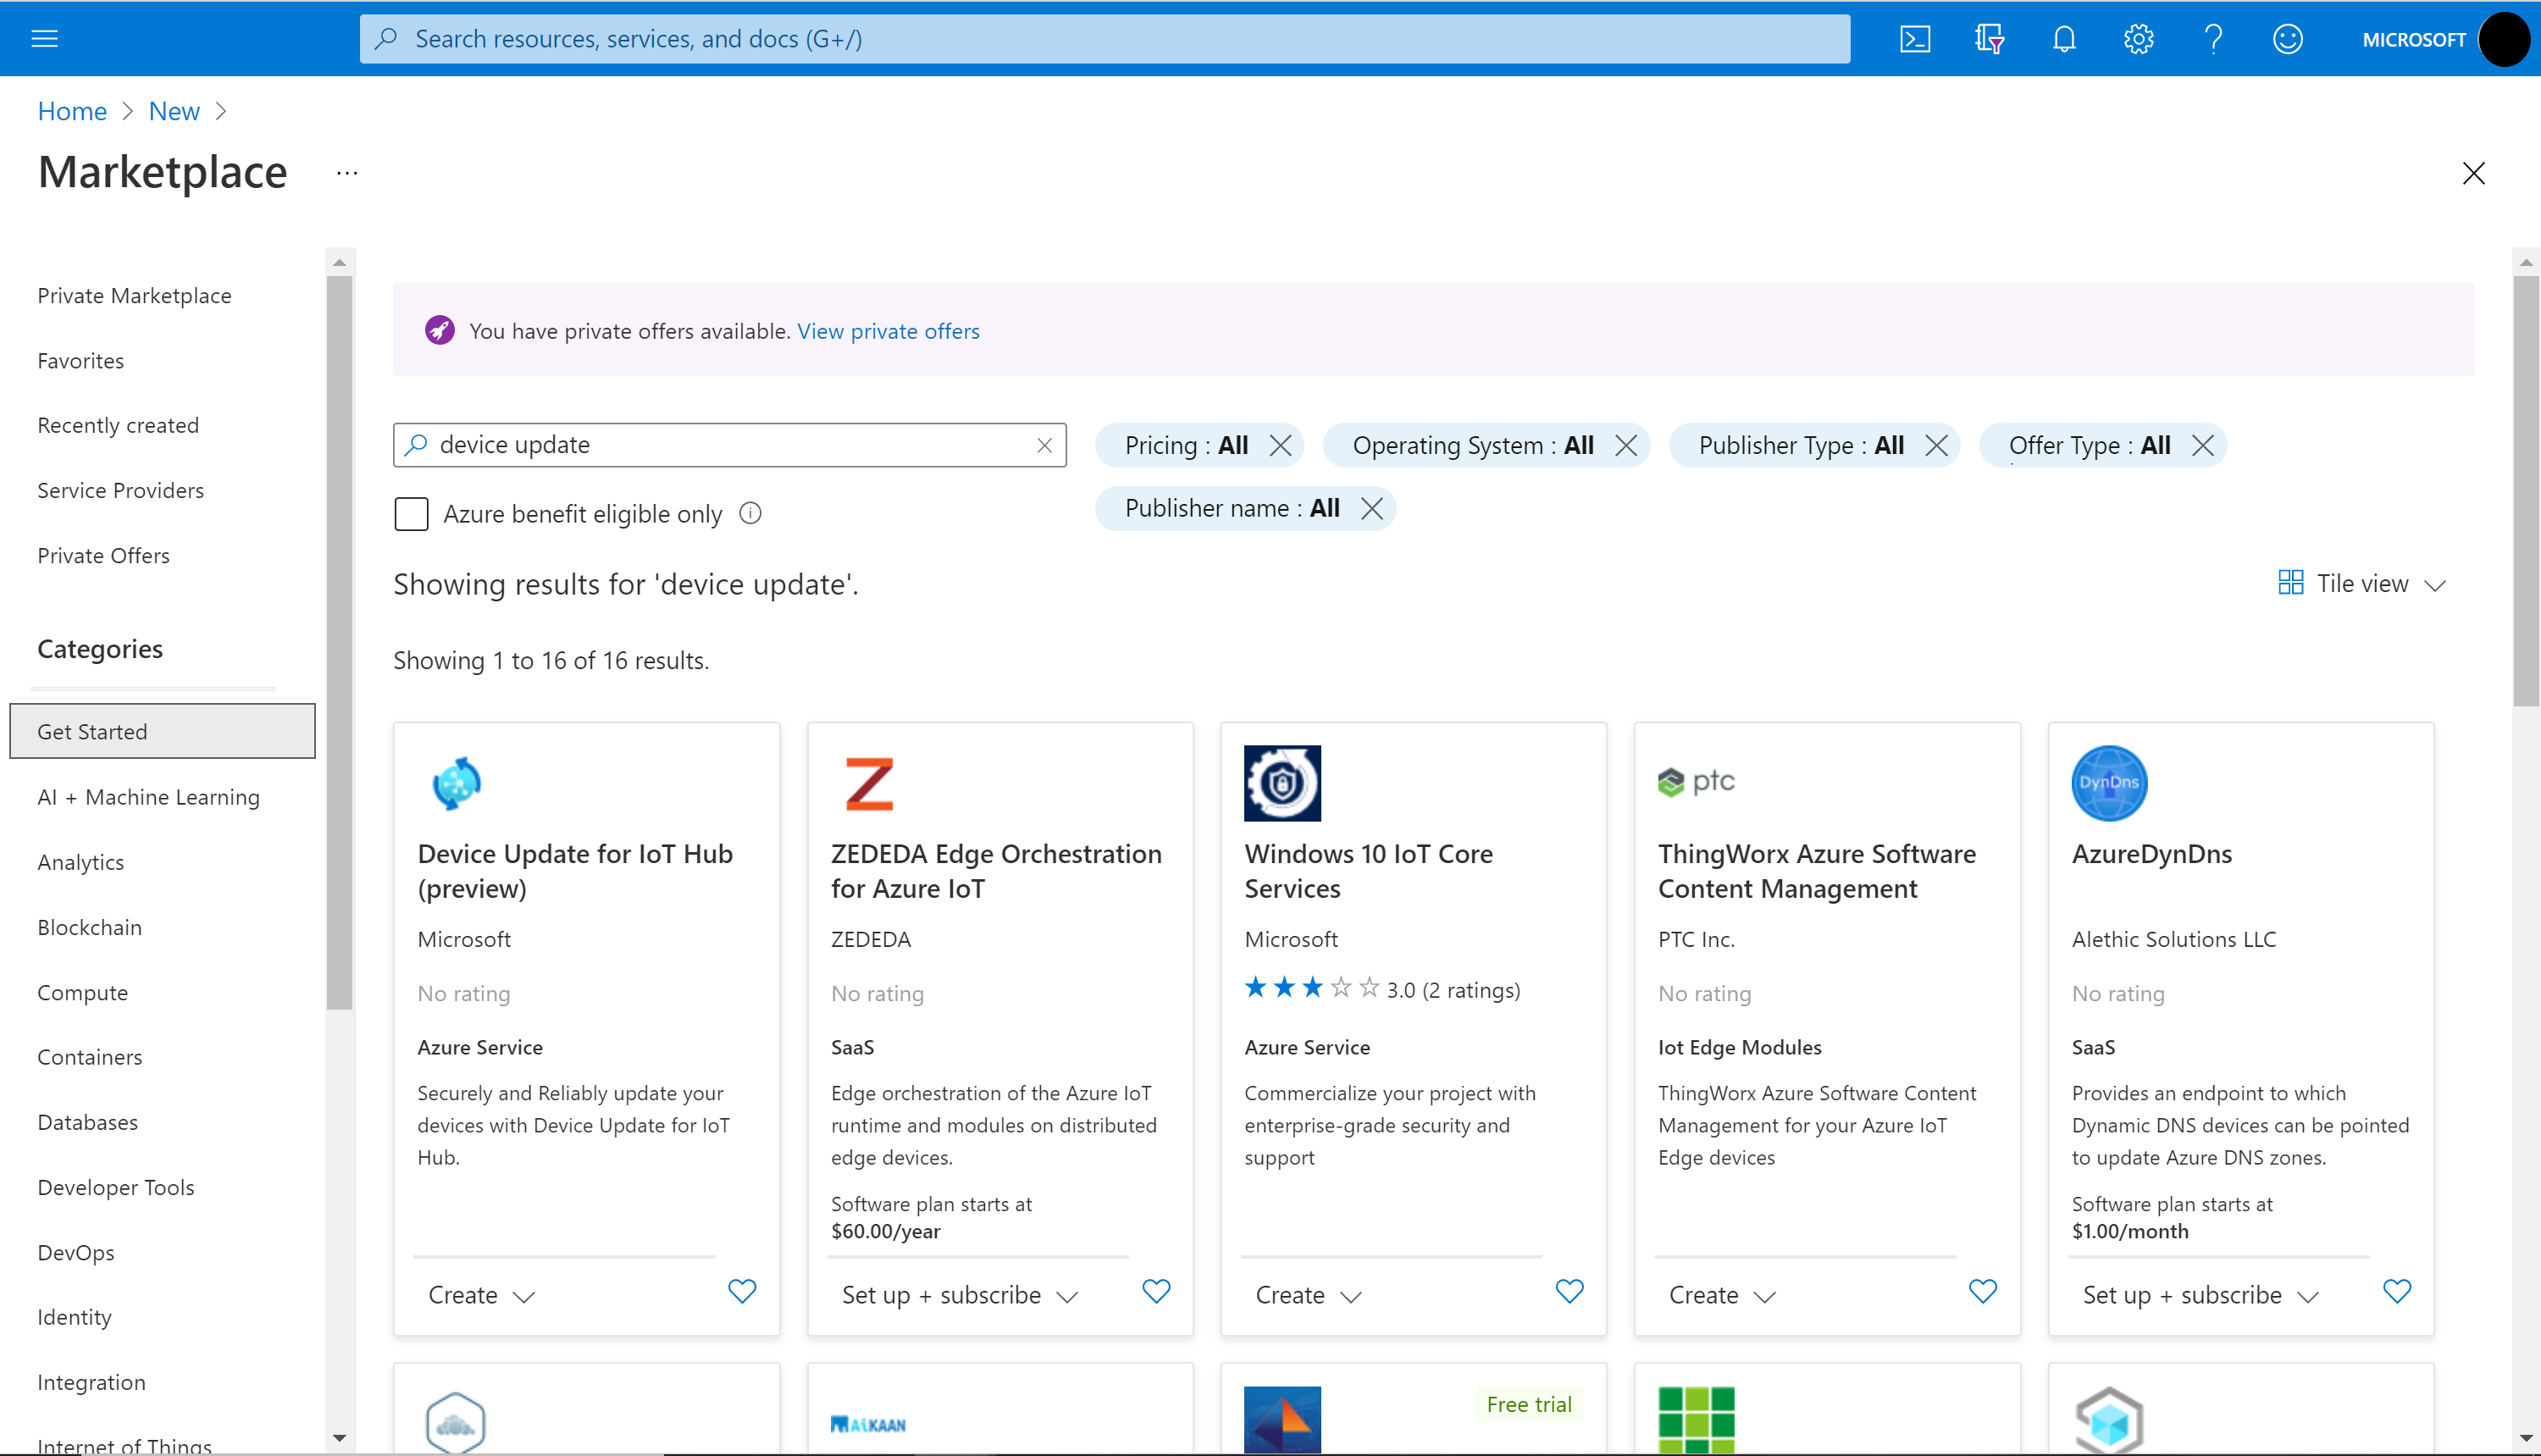 Search resources, services, and docs (G+/)
MICROSOFT
Home
New
Marketplace
...
Private Marketplace
Favorites
Recently created
Service Providers
Private Offers
Categories
Get Started
AI + Machine Learning
Analytics
Blockchain
Compute
Containers
Databases
Developer Tools
DevOps
Identity
Integration
Internet of Things
You have private offers available. View private offers
device update
Pricing : All
Operating System : All
Publisher Type : All
Offer Type : All
Azure benefit eligible only
Publisher name : All
Showing results for 'device update'.
Tile view
Showing 1 to 16 of 16 results.
Device Update for IoT Hub
(preview)
Microsoft
No rating
Azure Service
Securely and Reliably update your
devices with Device Update for IoT
Hub.
Create
ZEDEDA Edge Orchestration
for Azure IoT
ZEDEDA
No rating
SaaS
Edge orchestration of the Azure IoT
runtime and modules on distributed
edge devices.
Software plan starts at
$60.00/year
Set up + subscribe
Windows 10 IoT Core
Services
Microsoft
3.0 (2 ratings)
Azure Service
Commercialize your project with
enterprise-grade security and
support
Create
ptc
ThingWorx Azure Software
Content Management
PTC Inc.
No rating
Iot Edge Modules
ThingWorx Azure Software Content
Management for your Azure IoT
Edge devices
Create
DynDns
AzureDynDns
Alethic Solutions LLC
No rating
SaaS
Provides an endpoint to which
Dynamic DNS devices can be pointed
to update Azure DNS zones.
Software plan starts at
$1.00/month
Set up + subscribe
AiKAAN
Free trial